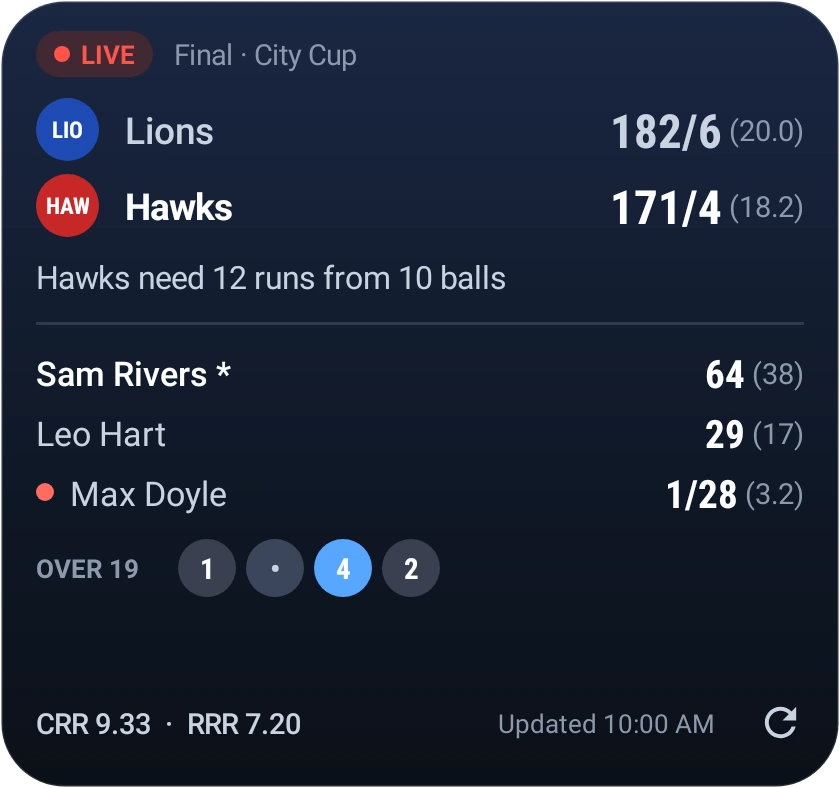 LIVE Final · City Cup
LIO Lions 182/6 (20.0)
HAW Hawks 171/4 (18.2)
Hawks need 12 runs from 10 balls
Sam Rivers * 64 (38)
Leo Hart 29 (17)
Max Doyle 1/28 (3.2)
OVER 19 1 • 4 2
CRR 9.33 · RRR 7.20 Updated 10:00 AM